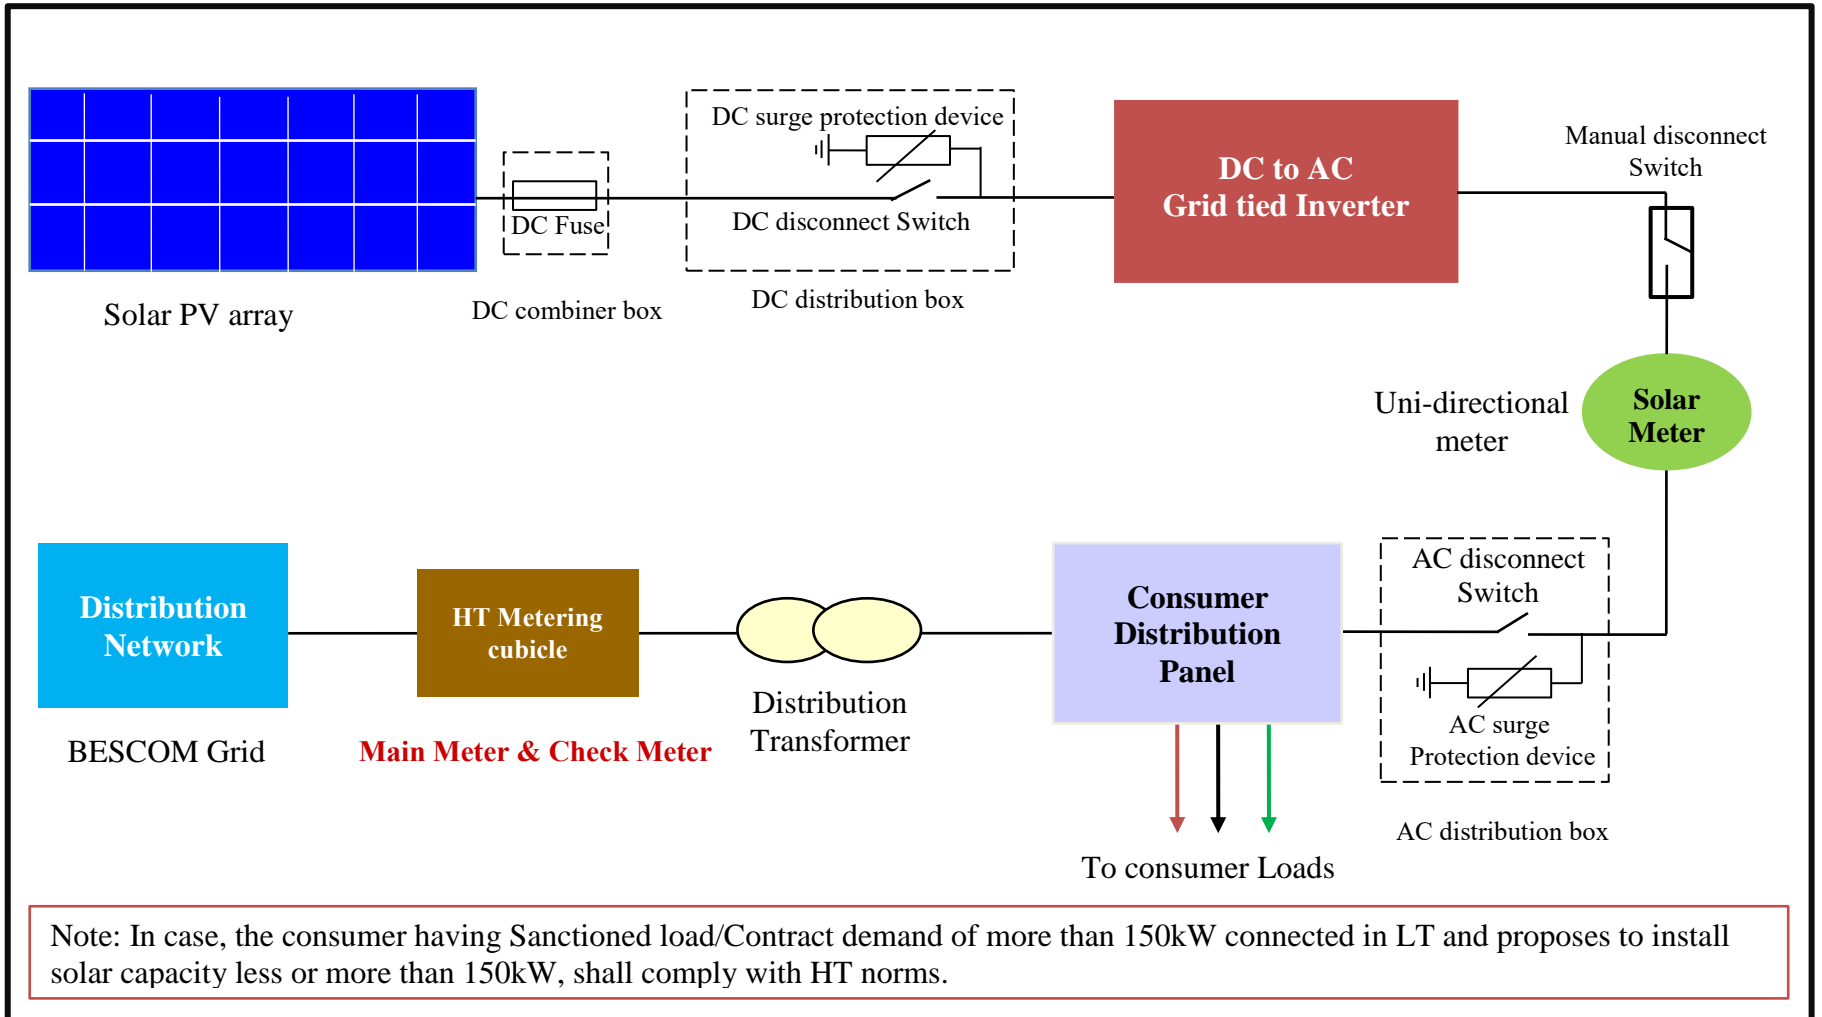 DC surge protection device
DC Fuse
DC disconnect Switch
Solar PV array
DC combiner box
DC distribution box
DC to AC
Grid tied Inverter
Manual disconnect
Switch
Uni-directional
meter
Solar
Meter
Distribution
Network
BESCOM Grid
HT Metering
cubicle
Main Meter & Check Meter
Distribution
Transformer
Consumer
Distribution
Panel
To consumer Loads
AC disconnect
Switch
AC surge
Protection device
AC distribution box
Note: In case, the consumer having Sanctioned load/Contract demand of more than 150kW connected in LT and proposes to install
solar capacity less or more than 150kW, shall comply with HT norms.